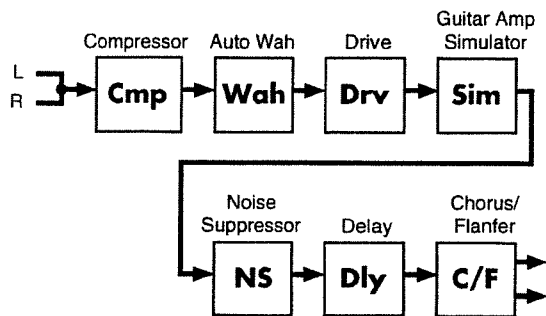 Guitar Amp
Compressor Auto Wah Drive Simulator
L
R
Cmp Wah Drv Sim
Noise Chorus/
Suppressor Delay Flanfer
NS Dly C/F